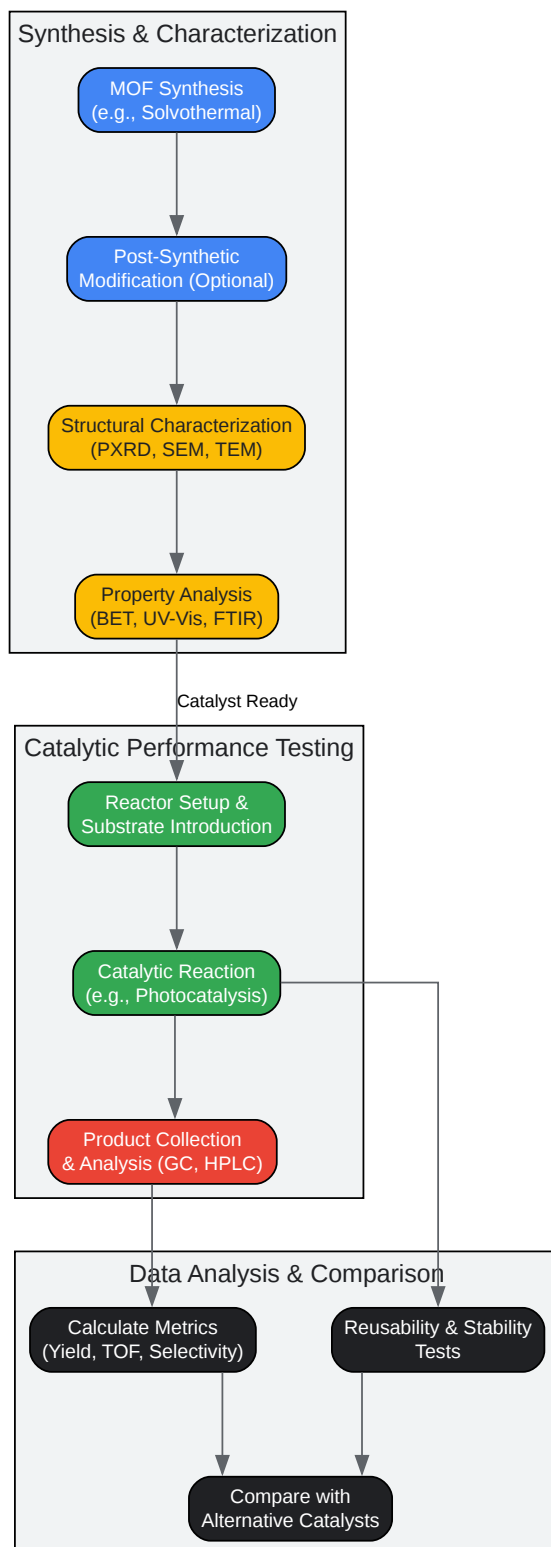 Synthesis & Characterization
MOF Synthesis
(e.g., Solvothermal)
Post-Synthetic
Modification (Optional)
Structural Characterization
(PXRD, SEM, TEM)
Property Analysis
(BET, UV-Vis, FTIR)
Catalyst Ready
Catalytic Performance Testing
Reactor Setup &
Substrate Introduction
Catalytic Reaction
(e.g., Photocatalysis)
Product Collection
& Analysis (GC, HPLC)
Data Analysis & Comparison
Calculate Metrics
(Yield, TOF, Selectivity)
Reusability & Stability
Tests
Compare with
Alternative Catalysts